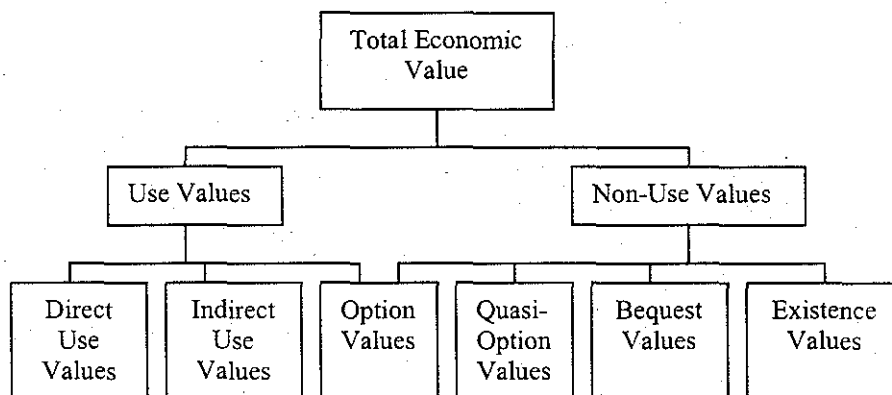 Total Economic
Value
Use Values
Non-Use Values
Direct
Use
Values
Indirect
Use
Values
Option
Values
Quasi-
Option
Values
Bequest
Values
Existence
Values